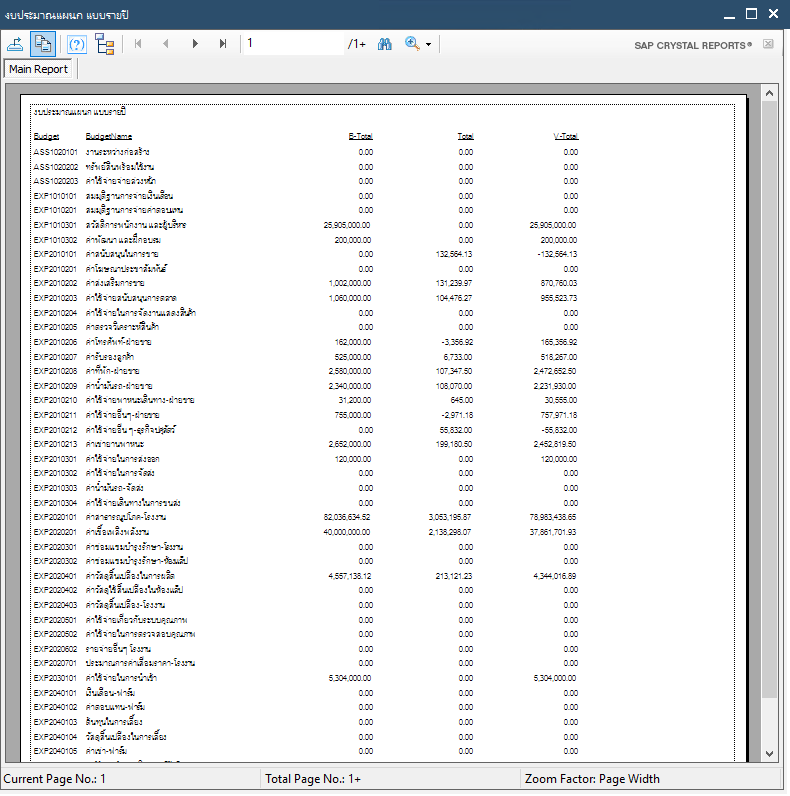 งบประมาณแผนก แบบรายปี
1 /1+ SAP CRYSTAL REPORTS®
Main Report
งบประมาณแผนก แบบรายปี
Budget BudgetName B-Total Total V-Total
ASS1020101 งานระหว่างก่อสร้าง 0.00 0.00 0.00
ASS1020202 ทรัพย์สินพร้อมใช้งาน 0.00 0.00 0.00
ASS1020203 ค่าใช้จ่ายจ่ายล่วงหน้า 0.00 0.00 0.00
EXP1010101 สมมุติฐานการจ่ายเงินเดือน 0.00 0.00 0.00
EXP1010201 สมมุติฐานการจ่ายค่าตอบแทน 0.00 0.00 0.00
EXP1010301 สวัสดิการพนักงาน และผู้บริหาร 25,905,000.00 0.00 25,905,000.00
EXP1010302 ค่าพัฒนา และฝึกอบรม 200,000.00 0.00 200,000.00
EXP2010101 ค่าสนับสนุนในการขาย 0.00 132,564.13 -132,564.13
EXP2010201 ค่าโฆษณาประชาสัมพันธ์ 0.00 0.00 0.00
EXP2010202 ค่าส่งเสริมการขาย 1,002,000.00 131,239.97 870,760.03
EXP2010203 ค่าใช้จ่ายสนับสนุนการตลาด 1,060,000.00 104,476.27 955,523.73
EXP2010204 ค่าใช้จ่ายในการจัดงานแสดงสินค้า 0.00 0.00 0.00
EXP2010205 ค่าตรวจวิเคราะห์สินค้า 0.00 0.00 0.00
EXP2010206 ค่าโทรศัพท์-ฝ่ายขาย 162,000.00 -3,356.92 165,356.92
EXP2010207 ค่ารับรองลูกค้า 525,000.00 6,733.00 518,267.00
EXP2010208 ค่าที่พัก-ฝ่ายขาย 2,580,000.00 107,347.50 2,472,652.50
EXP2010209 ค่าน้ำมันรถ-ฝ่ายขาย 2,340,000.00 108,070.00 2,231,930.00
EXP2010210 ค่าใช้จ่ายพาหนะเดินทาง-ฝ่ายขาย 31,200.00 645.00 30,555.00
EXP2010211 ค่าใช้จ่ายอื่นๆ-ฝ่ายขาย 755,000.00 -2,971.18 757,971.18
EXP2010212 ค่าใช้จ่ายอื่น ๆ-ธุรกิจปศุสัตว์ 0.00 55,832.00 -55,832.00
EXP2010213 ค่าเช่ายานพาหนะ 2,652,000.00 199,180.50 2,452,819.50
EXP2010301 ค่าใช้จ่ายในการส่งออก 120,000.00 0.00 120,000.00
EXP2010302 ค่าใช้จ่ายในการจัดส่ง 0.00 0.00 0.00
EXP2010303 ค่าน้ำมันรถ-จัดส่ง 0.00 0.00 0.00
EXP2010304 ค่าใช้จ่ายเดินทางในการขนส่ง 0.00 0.00 0.00
EXP2020101 ค่าสาธารณูปโภค-โรงงาน 82,036,634.52 3,053,195.87 78,983,438.65
EXP2020201 ค่าเชื้อเพลิงพลังงาน 40,000,000.00 2,138,298.07 37,861,701.93
EXP2020301 ค่าซ่อมแซมบำรุงรักษา-โรงงาน 0.00 0.00 0.00
EXP2020302 ค่าซ่อมแซมบำรุงรักษา-ห้องแล็ป 0.00 0.00 0.00
EXP2020401 ค่าวัสดุสิ้นเปลืองในการผลิต 4,557,138.12 213,121.23 4,344,016.89
EXP2020402 ค่าวัสดุใช้สิ้นเปลืองในห้องแล็ป 0.00 0.00 0.00
EXP2020403 ค่าวัสดุสิ้นเปลือง-โรงงาน 0.00 0.00 0.00
EXP2020501 ค่าใช้จ่ายเกี่ยวกับระบบคุณภาพ 0.00 0.00 0.00
EXP2020502 ค่าใช้จ่ายในการตรวจสอบคุณภาพ 0.00 0.00 0.00
EXP2020602 รายจ่ายอื่นๆ โรงงาน 0.00 0.00 0.00
EXP2020701 ประมาณการค่าเสื่อมราคา-โรงงาน 0.00 0.00 0.00
EXP2030101 ค่าใช้จ่ายในการนำเข้า 5,304,000.00 0.00 5,304,000.00
EXP2040101 เงินเดือน-ฟาร์ม 0.00 0.00 0.00
EXP2040102 ค่าตอบแทน-ฟาร์ม 0.00 0.00 0.00
EXP2040103 ต้นทุนในการเลี้ยง 0.00 0.00 0.00
EXP2040104 วัสดุสิ้นเปลืองในการเลี้ยง 0.00 0.00 0.00
EXP2040105 ค่าเช่า-ฟาร์ม 0.00 0.00 0.00
Current Page No.: 1 Total Page No.: 1+ Zoom Factor: Page Width